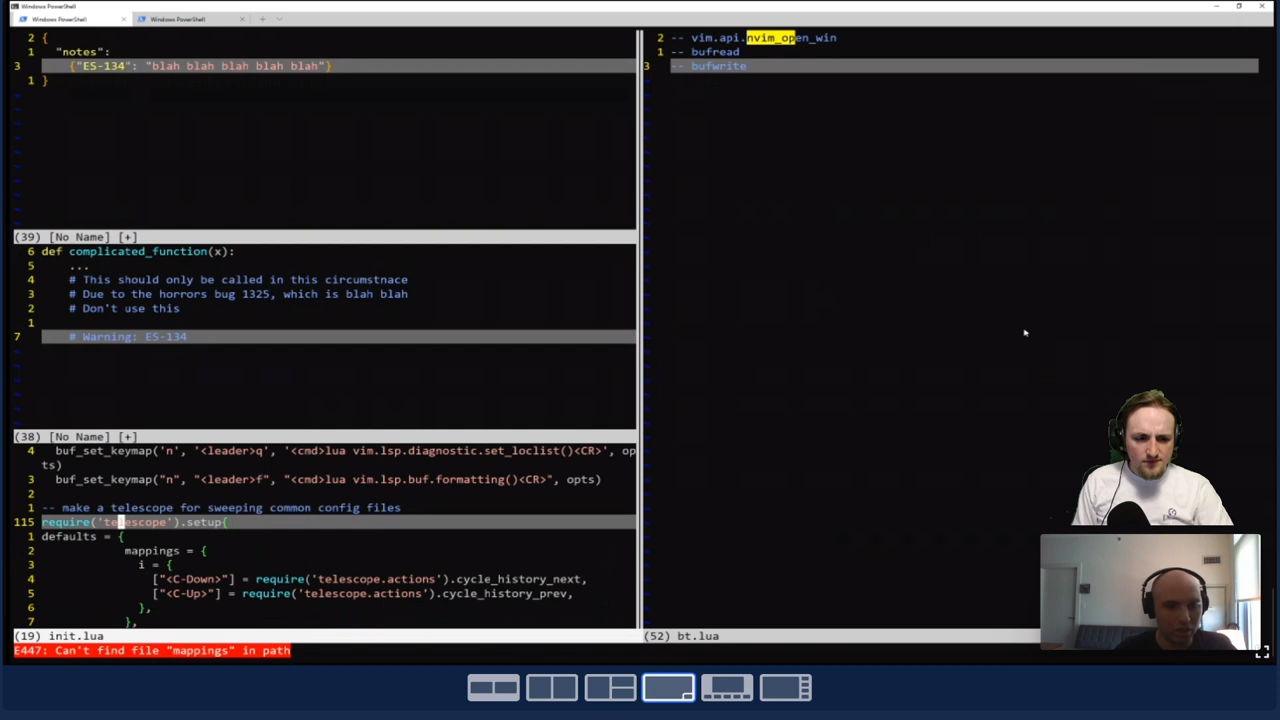 Windows PowerShell
Windows PowerShell
Windows PowerShell
2 {
1 "notes":
3 {"ES-134": "blah blah blah blah blah"}
1 }
(39) [No Name] [+]
6 def complicated_function(x):
5 ...
4 # This should only be called in this circumstnace
3 # Due to the horrors bug 1325, which is blah blah
2 # Don't use this
1
7 # Warning: ES-134
(38) [No Name] [+]
4 buf_set_keymap('n', '<leader>q', '<cmd>lua vim.lsp.diagnostic.set_loclist()<CR>', op
ts)
3 buf_set_keymap("n", "<leader>f", "<cmd>lua vim.lsp.buf.formatting()<CR>", opts)
2
1 -- make a telescope for sweeping common config files
115 require('telescope').setup{
1 defaults = {
2 mappings = {
3 i = {
4 ["<C-Down>"] = require('telescope.actions').cycle_history_next,
5 ["<C-Up>"] = require('telescope.actions').cycle_history_prev,
6 },
7 },
(19) init.lua
E447: Can't find file "mappings" in path
2 -- vim.api.nvim_open_win
1 -- bufread
3 -- bufwrite
(52) bt.lua